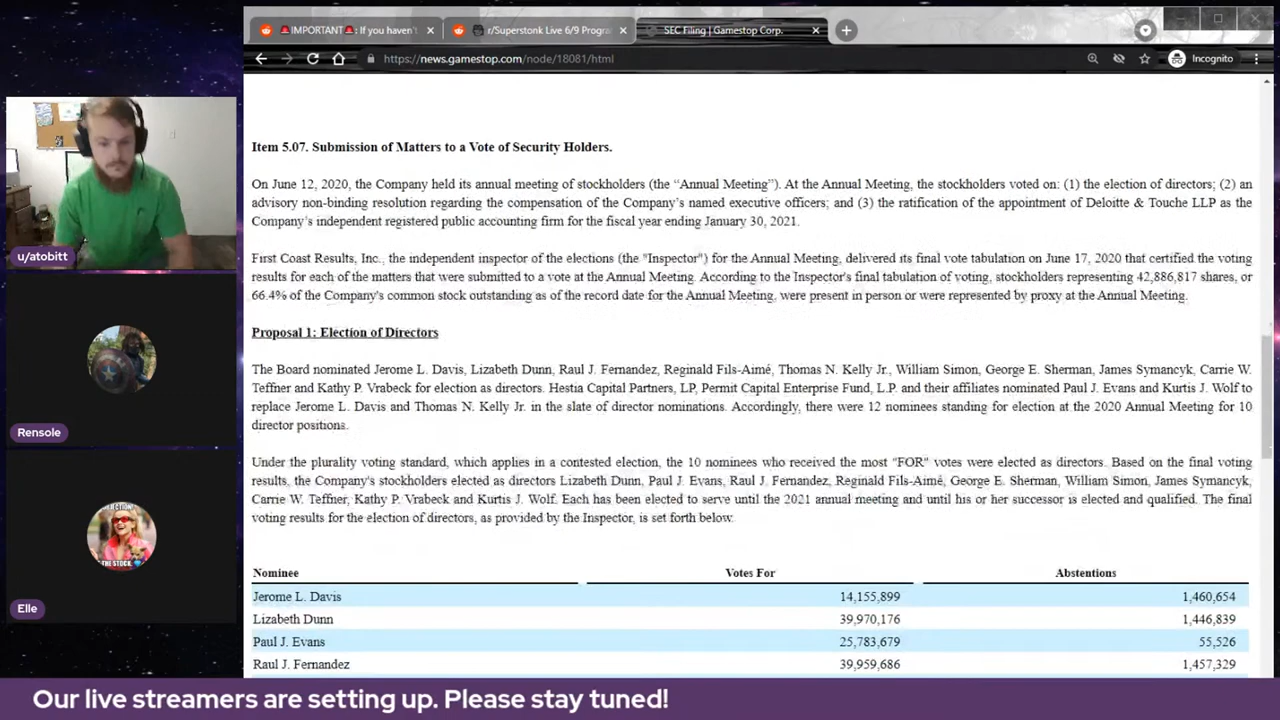 🚨IMPORTANT🚨 If you haven'
r/Superstonk Live 6/9 Progra
SEC Filing | Gamestop Corp.
https://news.gamestop.com/node/18081/html
Incognito
Item 5.07. Submission of Matters to a Vote of Security Holders.
On June 12, 2020, the Company held its annual meeting of stockholders (the “Annual Meeting”). At the Annual Meeting, the stockholders voted on: (1) the election of directors; (2) an
advisory non-binding resolution regarding the compensation of the Company’s named executive officers; and (3) the ratification of the appointment of Deloitte & Touche LLP as the
Company’s independent registered public accounting firm for the fiscal year ending January 30, 2021.
First Coast Results, Inc., the independent inspector of the elections (the "Inspector") for the Annual Meeting, delivered its final vote tabulation on June 17, 2020 that certified the voting
results for each of the matters that were submitted to a vote at the Annual Meeting. According to the Inspector's final tabulation of voting, stockholders representing 42,886,817 shares, or
66.4% of the Company's common stock outstanding as of the record date for the Annual Meeting, were present in person or were represented by proxy at the Annual Meeting.
Proposal 1: Election of Directors
The Board nominated Jerome L. Davis, Lizabeth Dunn, Raul J. Fernandez, Reginald Fils-Aimé, Thomas N. Kelly Jr., William Simon, George E. Sherman, James Symancyk, Carrie W.
Teffner and Kathy P. Vrabeck for election as directors. Hestia Capital Partners, LP, Permit Capital Enterprise Fund, L.P. and their affiliates nominated Paul J. Evans and Kurtis J. Wolf to
replace Jerome L. Davis and Thomas N. Kelly Jr. in the slate of director nominations. Accordingly, there were 12 nominees standing for election at the 2020 Annual Meeting for 10
director positions.
Under the plurality voting standard, which applies in a contested election, the 10 nominees who received the most “FOR” votes were elected as directors. Based on the final voting
results, the Company's stockholders elected as directors Lizabeth Dunn, Paul J. Evans, Raul J. Fernandez, Reginald Fils-Aimé, George E. Sherman, William Simon, James Symancyk,
Carrie W. Teffner, Kathy P. Vrabeck and Kurtis J. Wolf. Each has been elected to serve until the 2021 annual meeting and until his or her successor is elected and qualified. The final
voting results for the election of directors, as provided by the Inspector, is set forth below.
Nominee Votes For Abstentions
Jerome L. Davis 14,155,899 1,460,654
Lizabeth Dunn 39,970,176 1,446,839
Paul J. Evans 25,783,679 55,526
Raul J. Fernandez 39,959,686 1,457,329
u/atobitt
Rensole
THE STOCK.
Elle
Our live streamers are setting up. Please stay tuned!